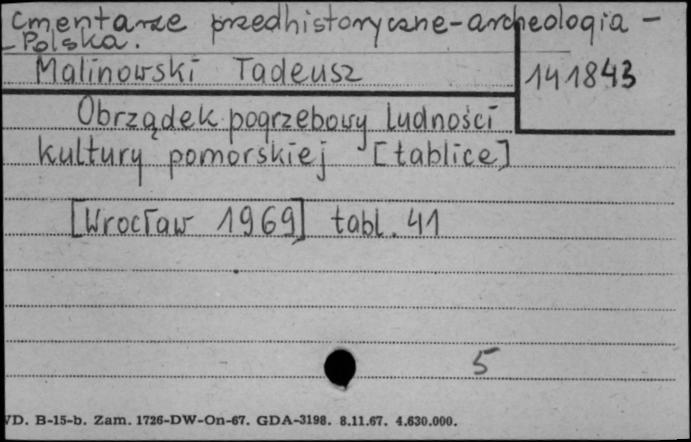 Cmentarze przedhistoryczne - archeologia -
- Polska.
Malinowski Tadeusz
141843
Obrządek pogrzebowy ludności
kultury pomorskiej [tablice]
[Wrocław 1969] tabl. 41
5
D. B-15-b. Zam. 1726-DW-On-67. GDA-3198. 8.11.67. 4.630.000.